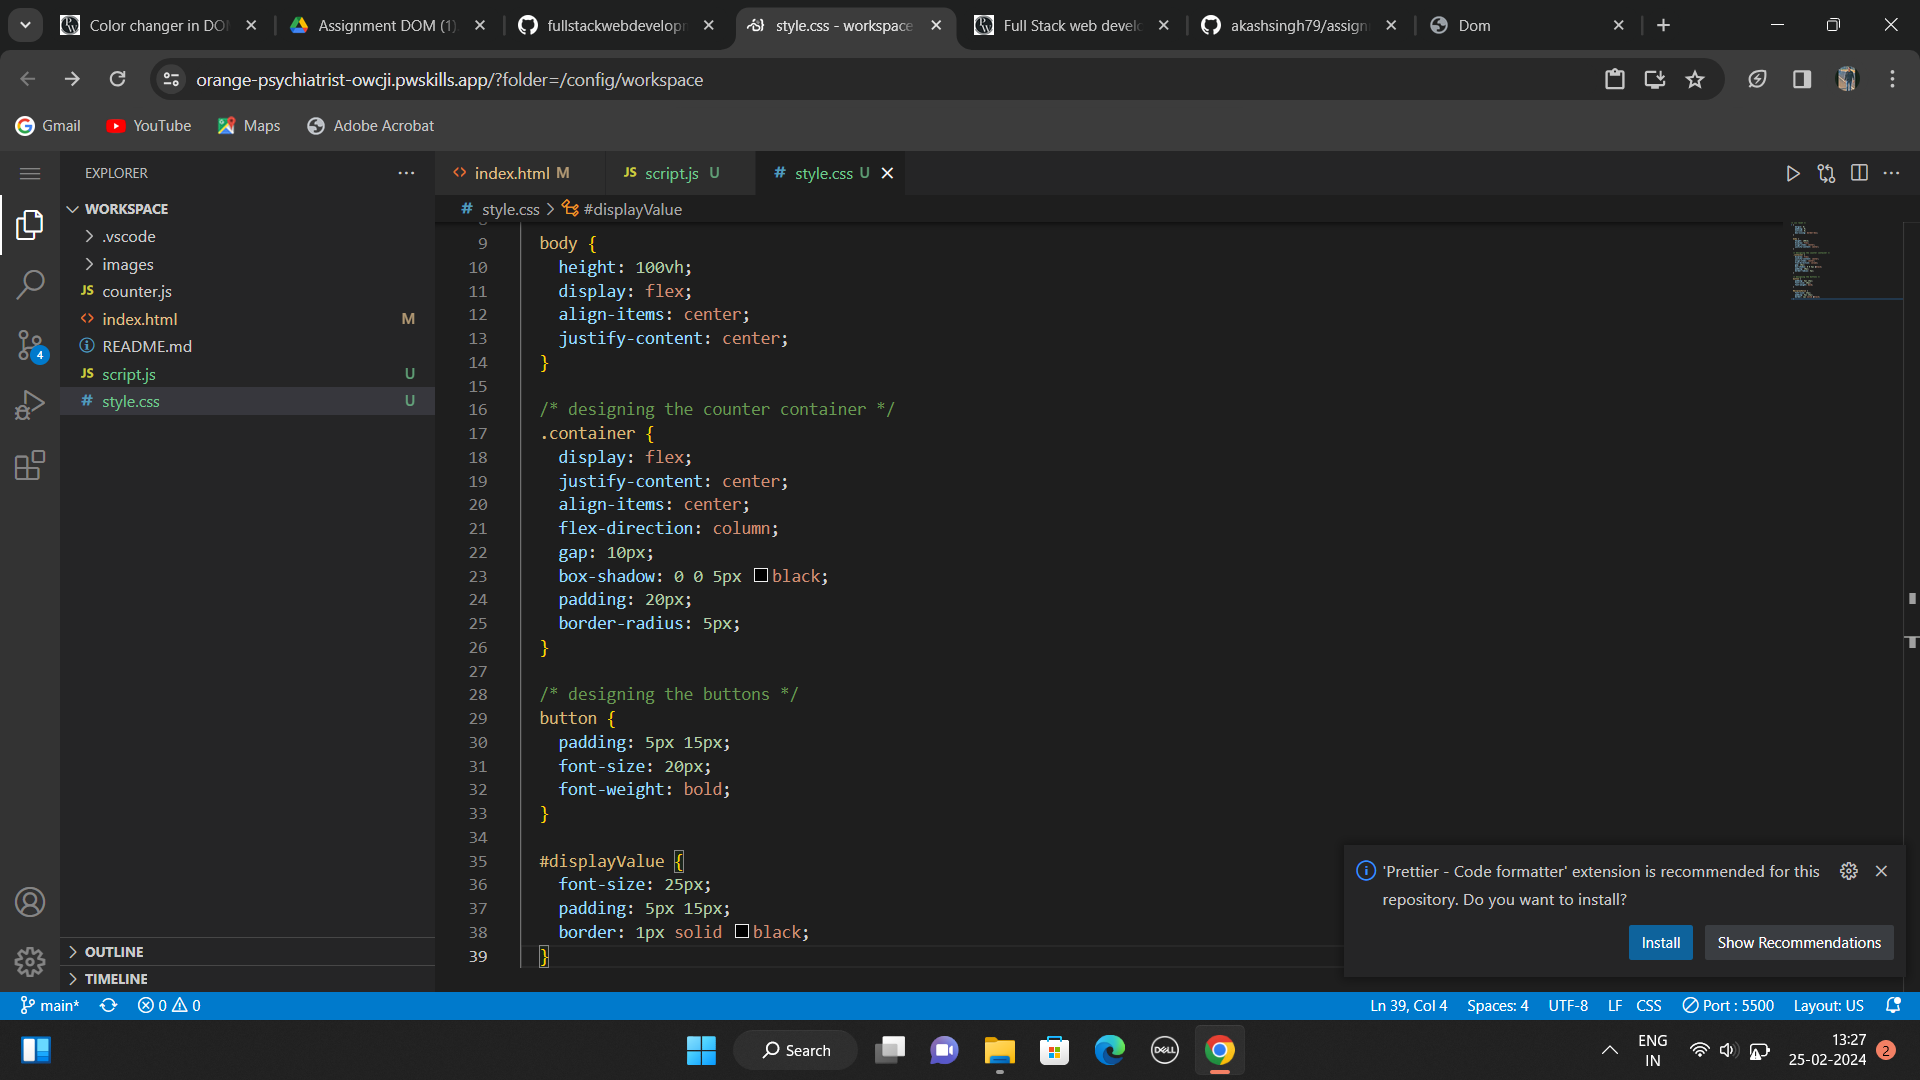 Color changer in DO
Assignment DOM (1)
fullstackwebdevelop
style.css - workspace
Full Stack web develo
akashsingh79/assign
Dom
orange-psychiatrist-owcji.pwskills.app/?folder=/config/workspace
Gmail
YouTube
Maps
Adobe Acrobat
EXPLORER
index.html M
JS script.js U
# style.css U
WORKSPACE
# style.css > #displayValue
.vscode
images
JS counter.js
<> index.html M
README.md
JS script.js U
# style.css U
9 body {
10 height: 100vh;
11 display: flex;
12 align-items: center;
13 justify-content: center;
14 }
15
16 /* designing the counter container */
17 .container {
18 display: flex;
19 justify-content: center;
20 align-items: center;
21 flex-direction: column;
22 gap: 10px;
23 box-shadow: 0 0 5px black;
24 padding: 20px;
25 border-radius: 5px;
26 }
27
28 /* designing the buttons */
29 button {
30 padding: 5px 15px;
31 font-size: 20px;
32 font-weight: bold;
33 }
34
35 #displayValue {
36 font-size: 25px;
37 padding: 5px 15px;
38 border: 1px solid black;
39 }
4
'Prettier - Code formatter' extension is recommended for this
repository. Do you want to install?
Install
Show Recommendations
OUTLINE
TIMELINE
main*
0
0
Ln 39, Col 4
Spaces: 4
UTF-8
LF
CSS
Port : 5500
Layout: US
Search
DELL
ENG
IN
13:27
25-02-2024
2